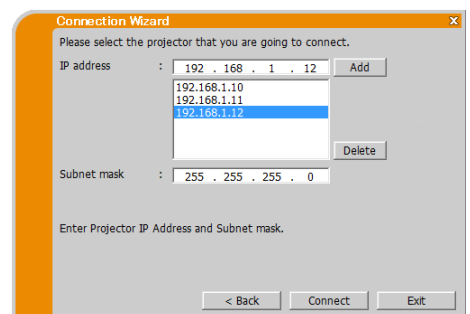 Connection Wizard x
Please select the projector that you are going to connect.
IP address : 192 . 168 . 1 . 12 Add
192.168.1.10
192.168.1.11
192.168.1.12
Delete
Subnet mask : 255 . 255 . 255 . 0
Enter Projector IP Address and Subnet mask.
< Back Connect Exit